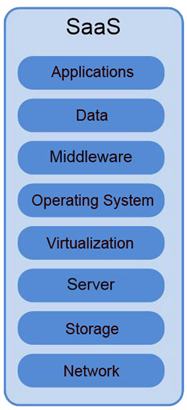 SaaS
Applications
Data
Middleware
Operating System
Virtualization
Server
Storage
Network